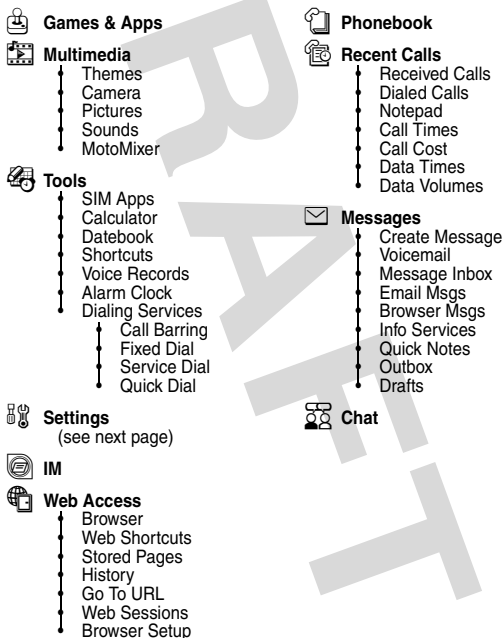 Games & Apps
Multimedia
Themes
Camera
Pictures
Sounds
MotoMixer
Tools
SIM Apps
Calculator
Datebook
Shortcuts
Voice Records
Alarm Clock
Dialing Services
Call Barring
Fixed Dial
Service Dial
Quick Dial
Settings
(see next page)
IM
Web Access
Browser
Web Shortcuts
Stored Pages
History
Go To URL
Web Sessions
Browser Setup
Phonebook
Recent Calls
Received Calls
Dialed Calls
Notepad
Call Times
Call Cost
Data Times
Data Volumes
Messages
Create Message
Voicemail
Message Inbox
Email Msgs
Browser Msgs
Info Services
Quick Notes
Outbox
Drafts
Chat
RAFT